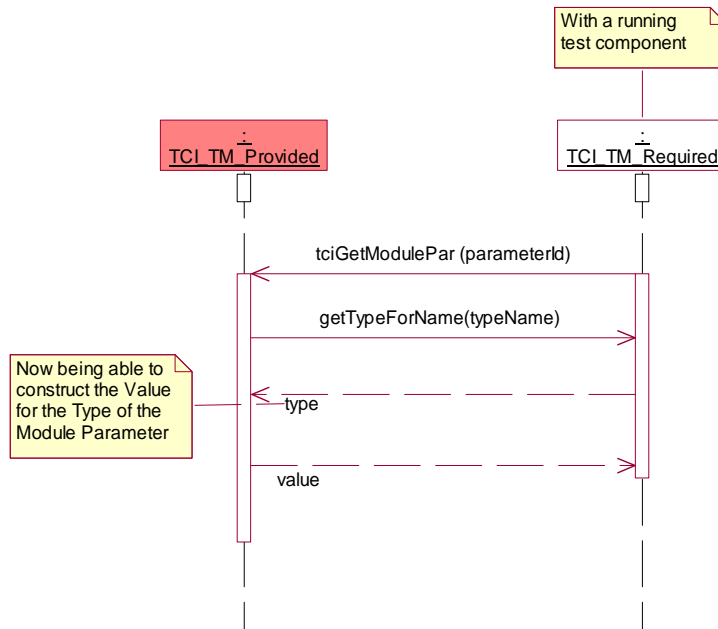 With a running
test component
:
TCI_TM_Provided
:
TCI_TM_Required
tciGetModulePar (parameterId)
getTypeForName(typeName)
Now being able to
construct the Value
for the Type of the
Module Parameter
type
value